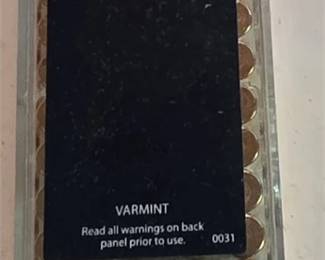 VARMINT
Read all warnings on back
panel prior to use. 0031